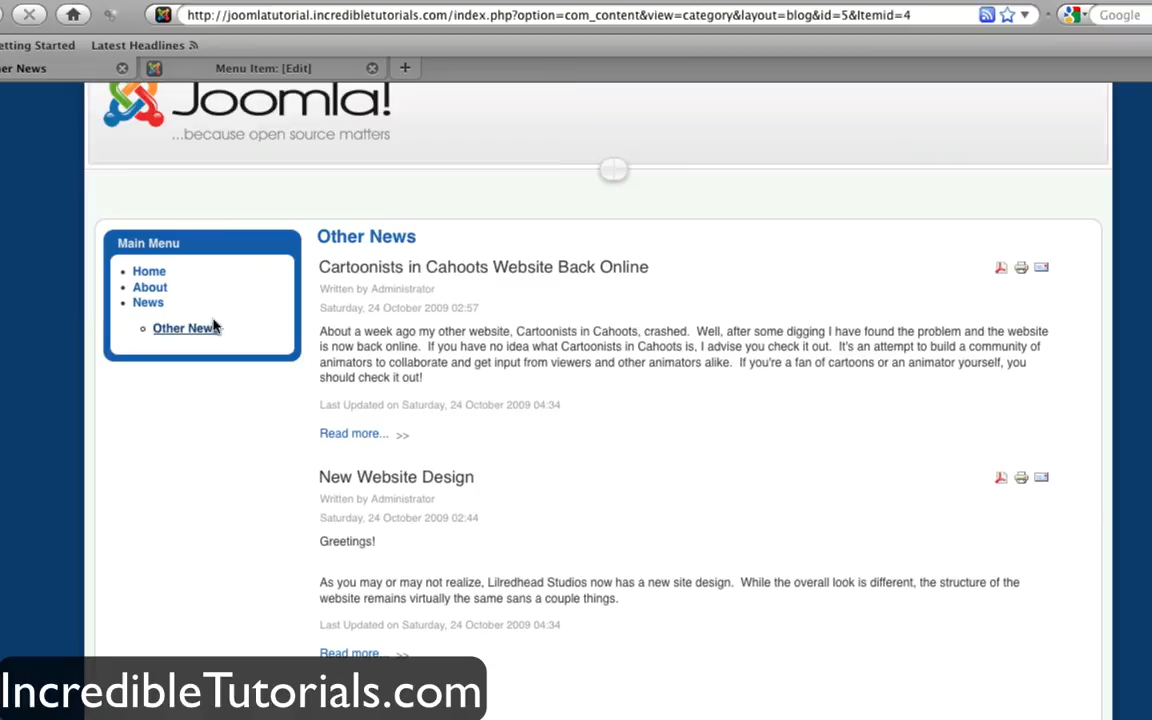 http://joomlatutorial.incredibletutorials.com/index.php?option=com_content&view=category&layout=blog&id=5&Itemid=4
Google
etting Started Latest Headlines
er News
Menu Item: [Edit]
Joomla!
...because open source matters
Main Menu
Home
About
News
Other News
Other News
Cartoonists in Cahoots Website Back Online
Written by Administrator
Saturday, 24 October 2009 02:57
About a week ago my other website, Cartoonists in Cahoots, crashed. Well, after some digging I have found the problem and the website
is now back online. If you have no idea what Cartoonists in Cahoots is, I advise you check it out. It's an attempt to build a community of
animators to collaborate and get input from viewers and other animators alike. If you're a fan of cartoons or an animator yourself, you
should check it out!
Last Updated on Saturday, 24 October 2009 04:34
Read more... >>
New Website Design
Written by Administrator
Saturday, 24 October 2009 02:44
Greetings!
As you may or may not realize, Lilredhead Studios now has a new site design. While the overall look is different, the structure of the
website remains virtually the same sans a couple things.
Last Updated on Saturday, 24 October 2009 04:34
Read more... >>
IncredibleTutorials.com